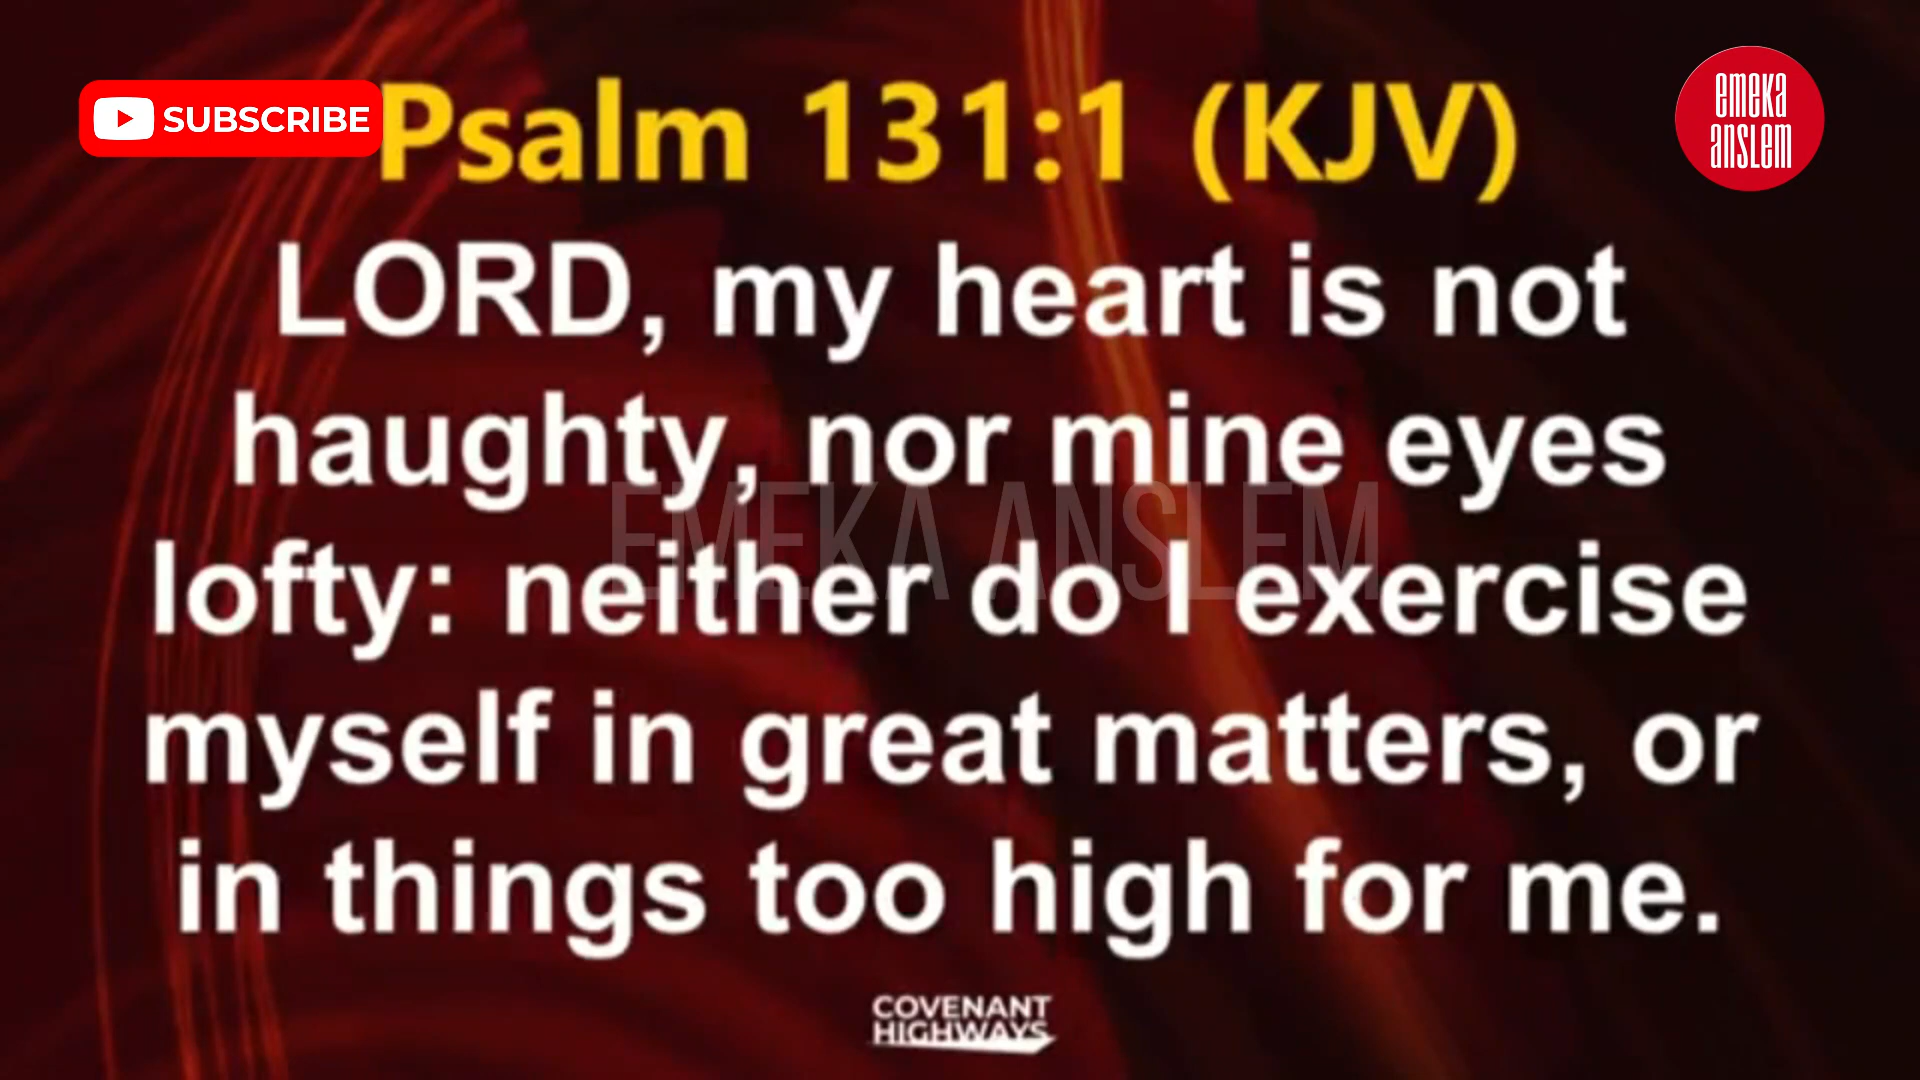 SUBSCRIBE
Psalm 131:1 (KJV)
emeka
anslem
LORD, my heart is not
haughty, nor mine eyes
EMEKA ANSLEM
lofty: neither do I exercise
myself in great matters, or
in things too high for me.
COVENANT
HIGHWAYS